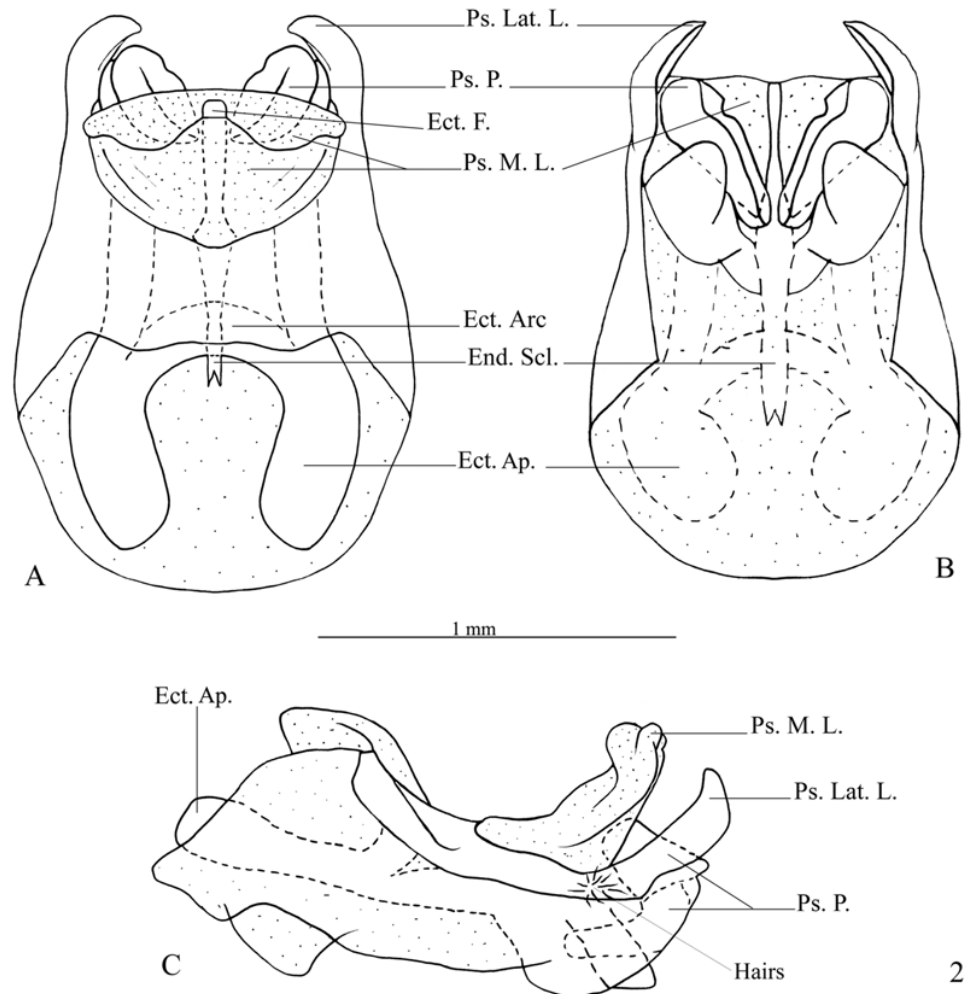 Ps. Lat. L.
Ps. P.
Ect. F.
Ps. M. L.
Ect. Arc
End. Scl.
Ect. Ap.
A
B
1 mm
Ect. Ap.
Ps. M. L.
Ps. Lat. L.
Ps. P.
Hairs
C
2